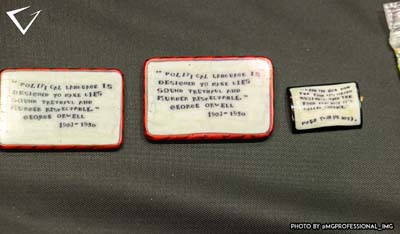 "POLITICAL LANGUAGE IS
DESIGNED TO MAKE LIES
SOUND TRUTHFUL AND
MURDER RESPECTABLE."
GEORGE ORWELL
1903-1950
"POLITICAL LANGUAGE IS
DESIGNED TO MAKE LIES
SOUND TRUTHFUL AND
MURDER RESPECTABLE."
GEORGE ORWELL
1903-1950
PHOTO BY @MGPROFESSIONAL_IMG